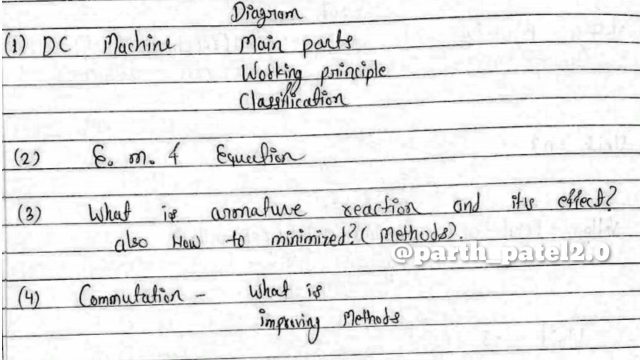 Diagram
(1) DC Machine Main parts
Working principle
Classification
(2) E. m. f Equation
(3) What is armature reaction and its effect?
also How to minimized? (Methods).
@parth_patel2.0
(4) Commutation - What is
improving Methods